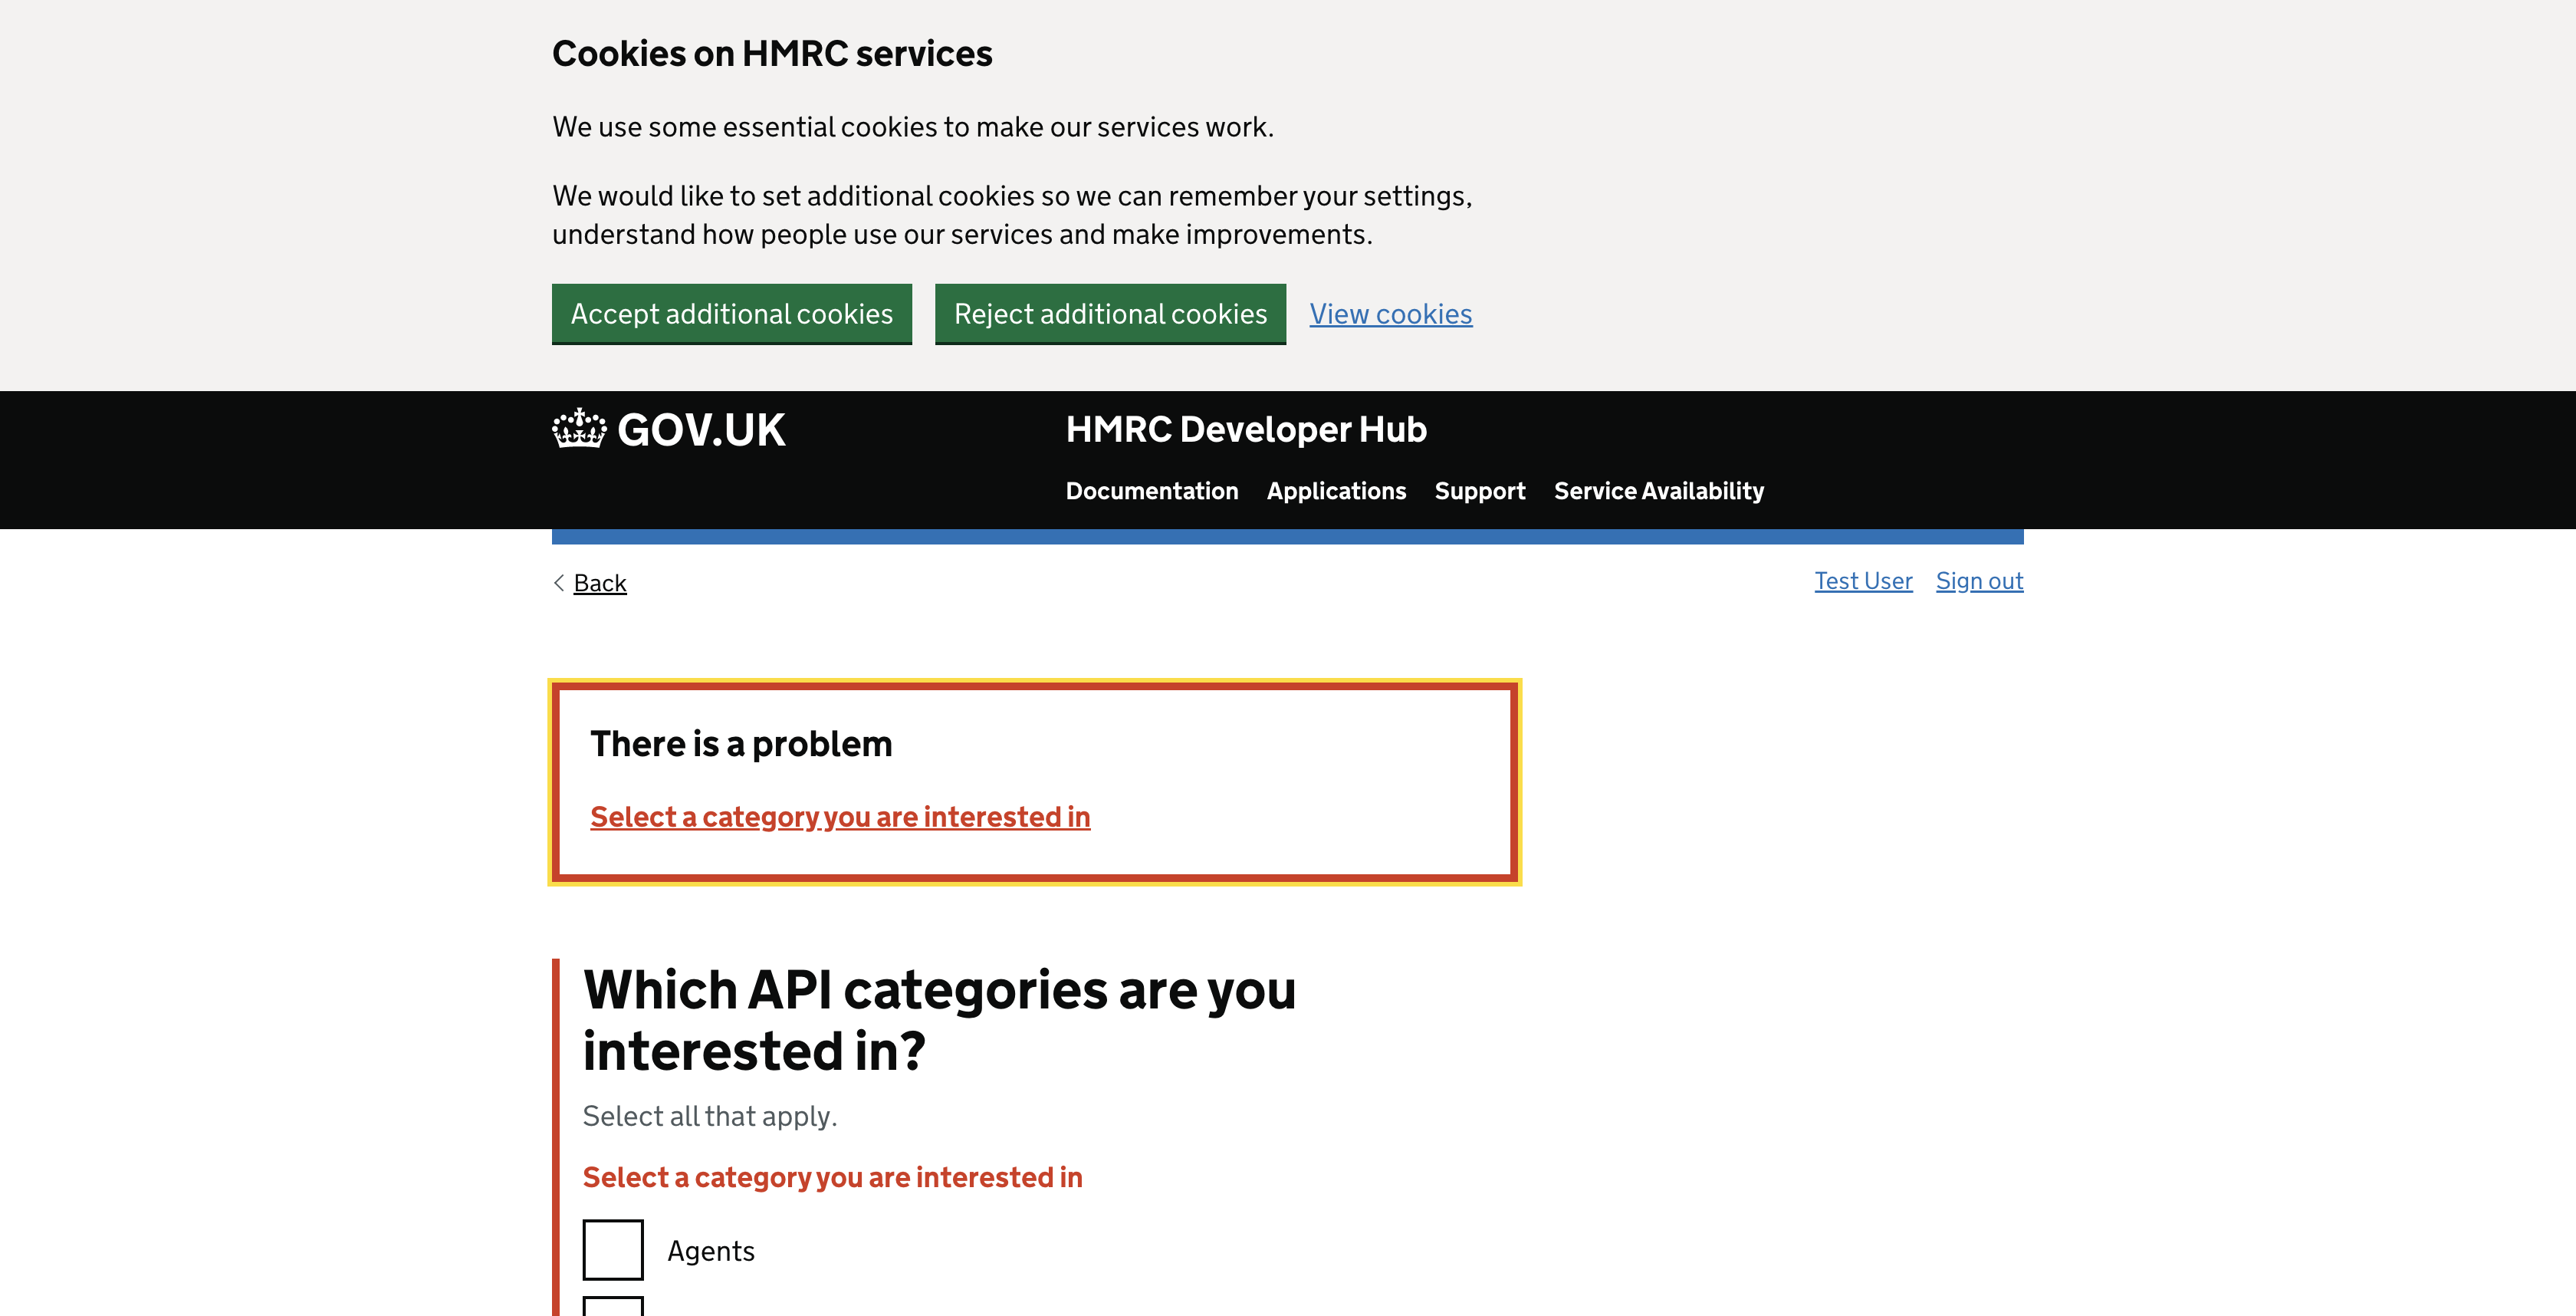 Cookies on HMRC services
We use some essential cookies to make our services work.
We would like to set additional cookies so we can remember your settings,
understand how people use our services and make improvements.
Accept additional cookies Reject additional cookies View cookies
GOV.UK HMRC Developer Hub
Documentation Applications Support Service Availability
Back Test User Sign out
There is a problem
Select a category you are interested in
Which API categories are you
interested in?
Select all that apply.
Select a category you are interested in
Agents